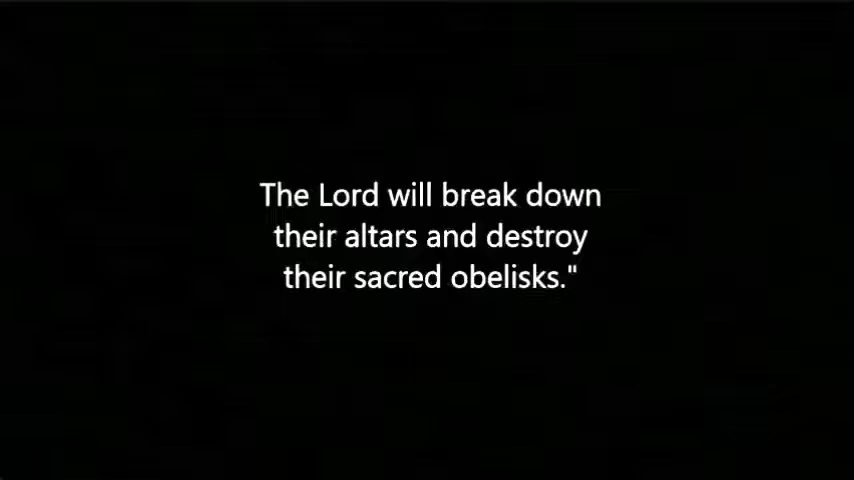 The Lord will break down
their altars and destroy
their sacred obelisks."